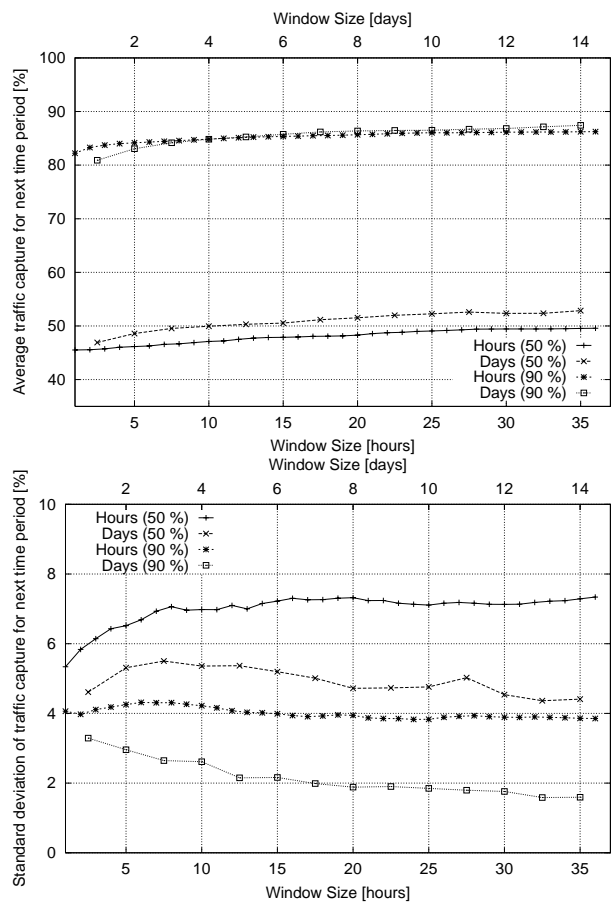 Window Size [days]
2 4 6 8 10 12 14
100
90
80
70
60
50
40
Average traffic capture for next time period [%]
Hours (50 %)
Days (50 %)
Hours (90 %)
Days (90 %)
5 10 15 20 25 30 35
Window Size [hours]
Window Size [days]
2 4 6 8 10 12 14
10
8
6
4
2
0
Standard deviation of traffic capture for next time period [%]
Hours (50 %)
Days (50 %)
Hours (90 %)
Days (90 %)
5 10 15 20 25 30 35
Window Size [hours]